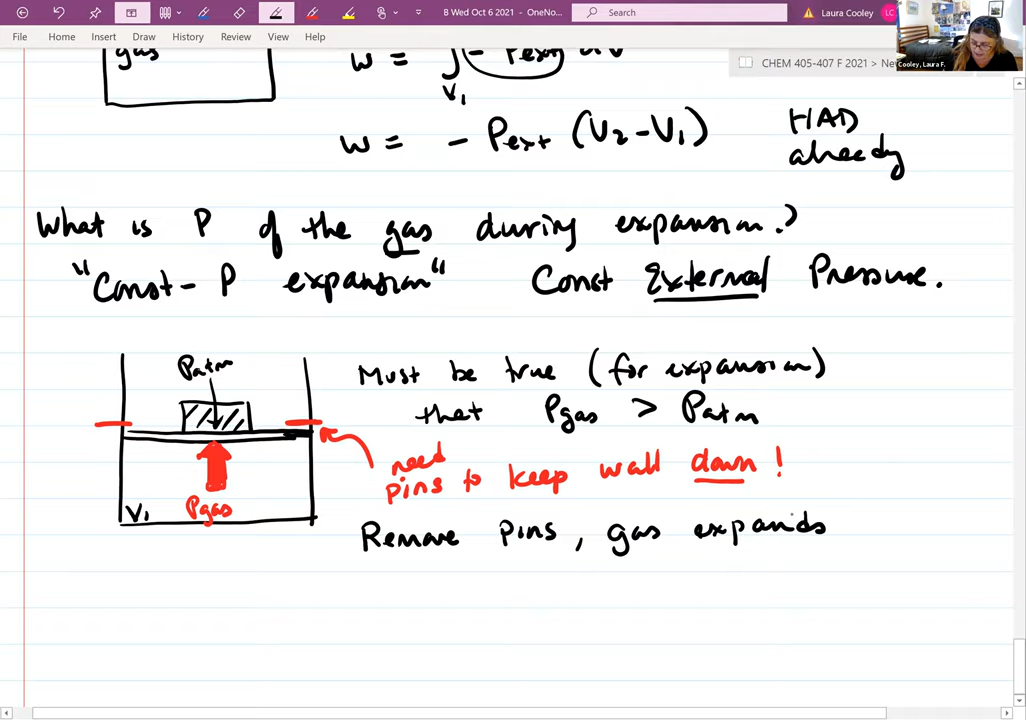 B Wed Oct 6 2021 - OneNo...
Search
Laura Cooley
LC
File Home Insert Draw History Review View Help
Cooley, Laura F.
CHEM 405-407 F 2021 >
gas
w = ∫ - Pext dV
V1
w = - Pext (V2-V1)
HAD
already
What is P of the gas during expansion?
"Const- P expansion" Const External Pressure.
Patm
Must be true (for expansion)
that Pgas > Patm
need
pins to keep wall down!
Pgas
V1
Remove pins, gas expands